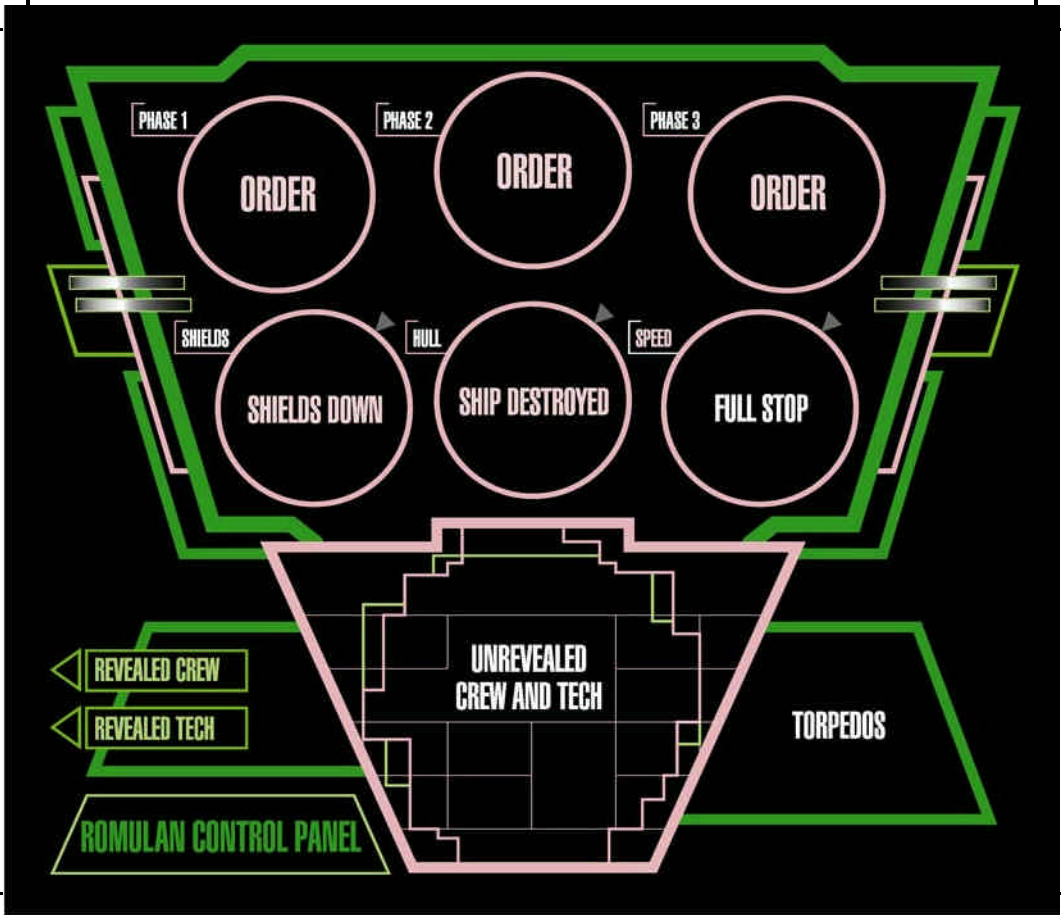 PHASE 1
PHASE 2
PHASE 3
ORDER
ORDER
ORDER
SHIELDS
HULL
SPEED
SHIELDS DOWN
SHIP DESTROYED
FULL STOP
UNREVEALED
CREW AND TECH
REVEALED CREW
REVEALED TECH
TORPEDOS
ROMULAN CONTROL PANEL